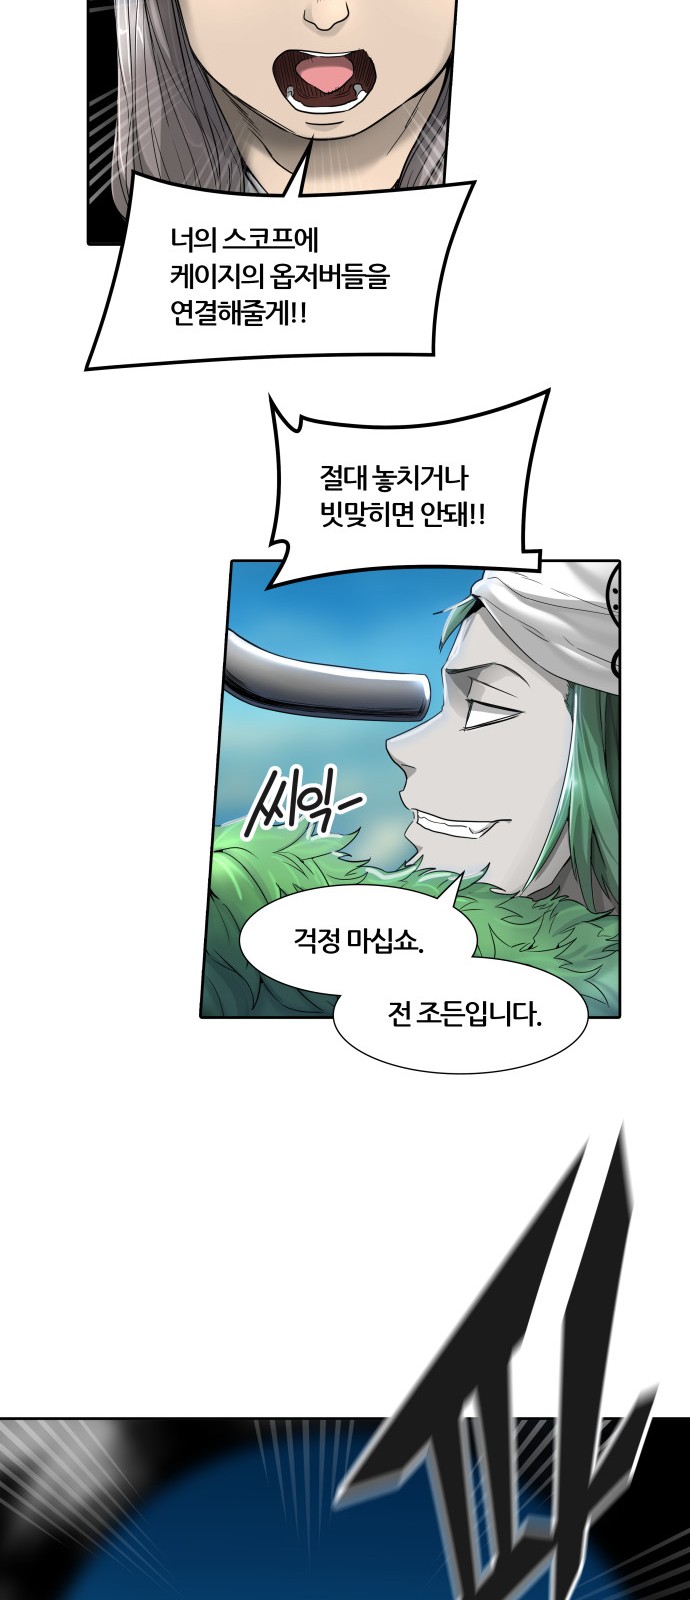 너의 스코프에
케이지의 옵저버들을
연결해줄게!!
절대 놓치거나
빗맞히면 안돼!!
씨익-
걱정 마십쇼.
전 조든입니다.